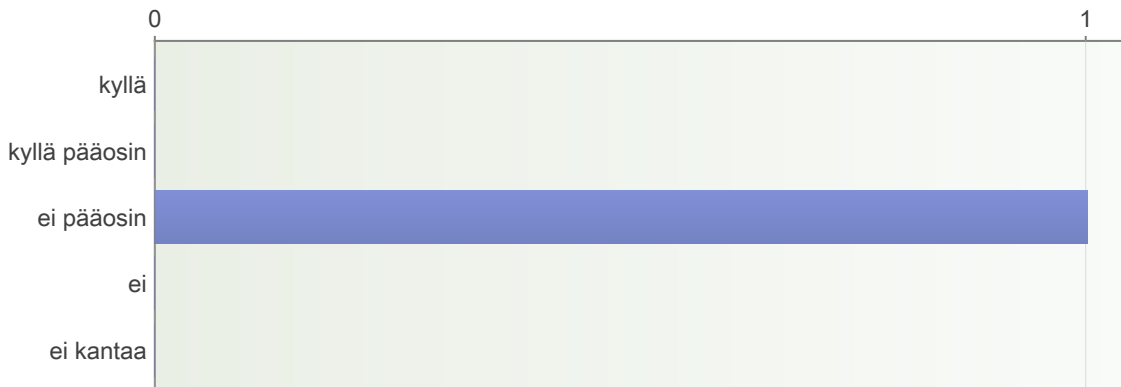 0 1
kyllä
kyllä pääosin
ei pääosin
ei
ei kantaa